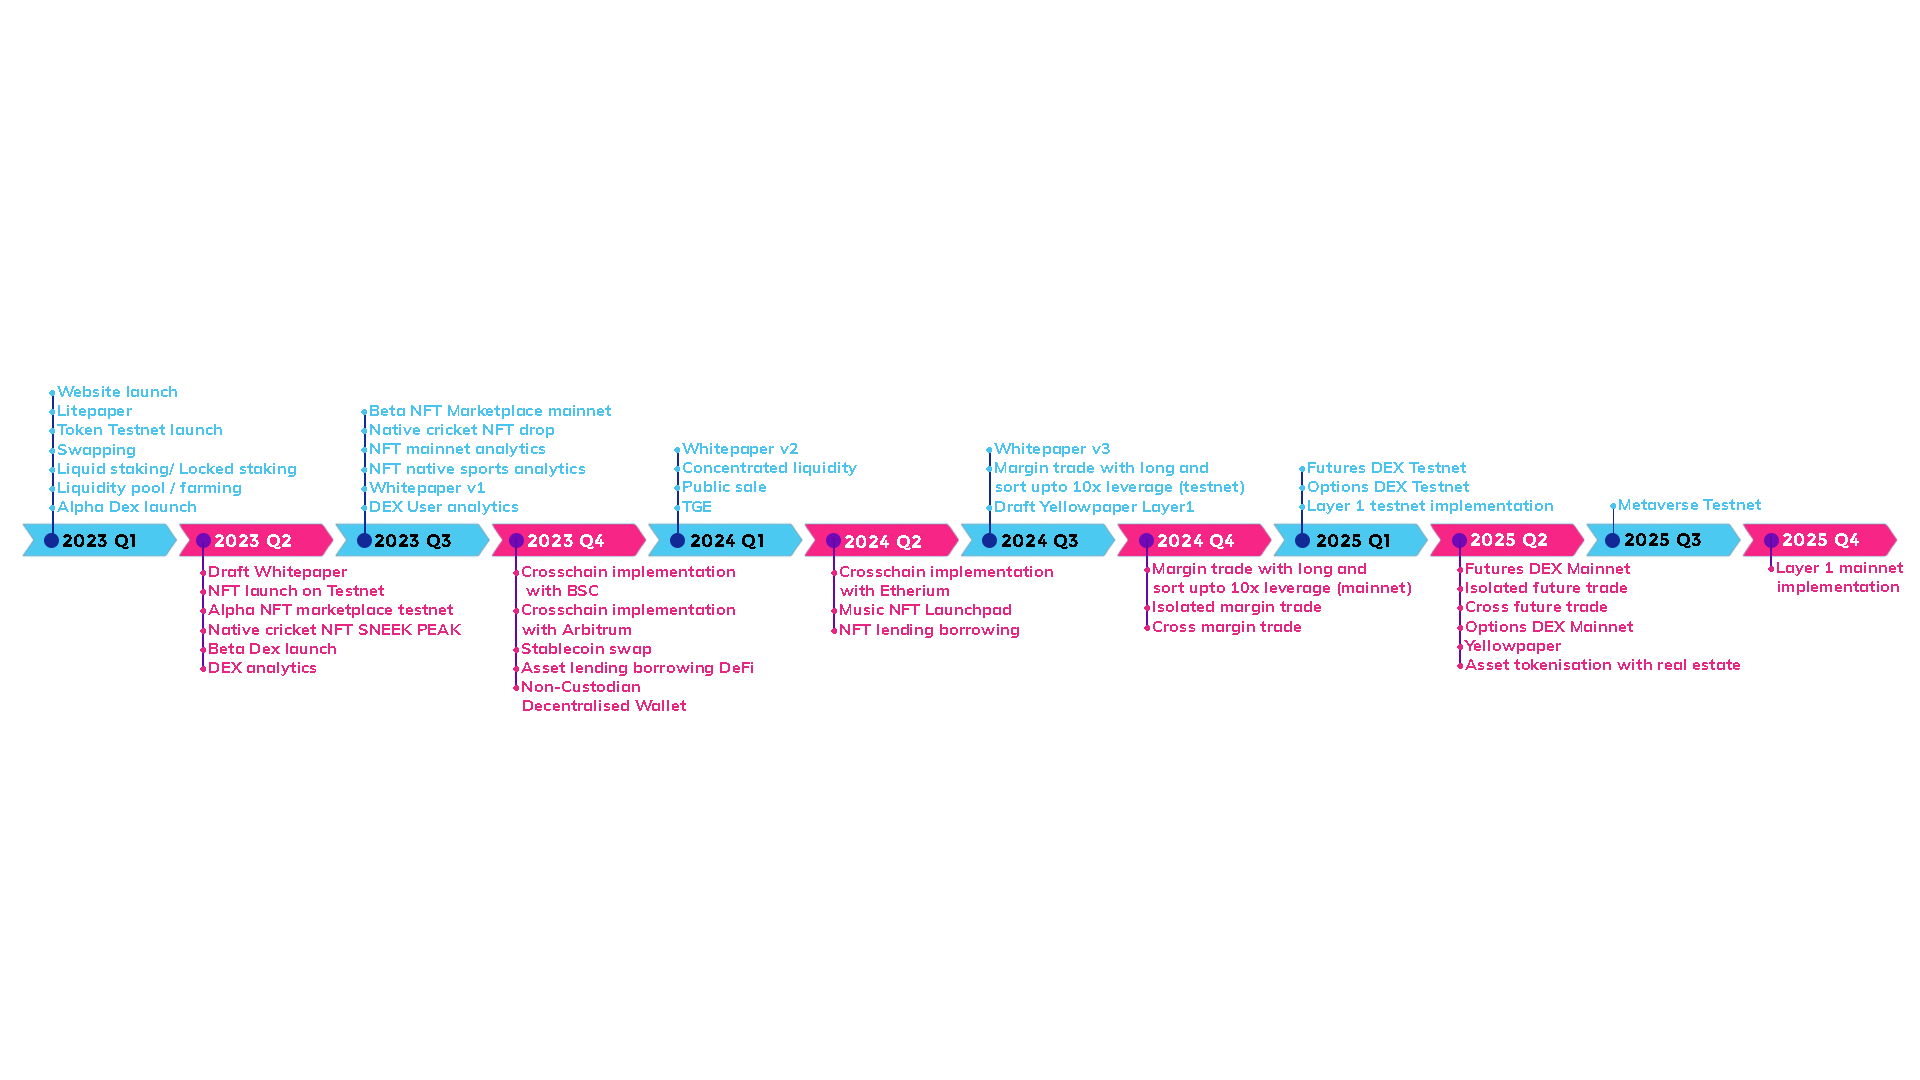 2023 Q1
Website launch
Litepaper
Token Testnet launch
Swapping
Liquid staking/ Locked staking
Liquidity pool / farming
Alpha Dex launch
2023 Q2
Draft Whitepaper
NFT launch on Testnet
Alpha NFT marketplace testnet
Native cricket NFT SNEEK PEAK
Beta Dex launch
DEX analytics
2023 Q3
Beta NFT Marketplace mainnet
Native cricket NFT drop
NFT mainnet analytics
NFT native sports analytics
Whitepaper v1
DEX User analytics
2023 Q4
Crosschain implementation
with BSC
Crosschain implementation
with Arbitrum
Stablecoin swap
Asset lending borrowing DeFi
Non-Custodian
Decentralised Wallet
2024 Q1
Whitepaper v2
Concentrated liquidity
Public sale
TGE
2024 Q2
Crosschain implementation
with Etherium
Music NFT Launchpad
NFT lending borrowing
2024 Q3
Whitepaper v3
Margin trade with long and
sort upto 10x leverage (testnet)
Draft Yellowpaper Layer1
2024 Q4
Margin trade with long and
sort upto 10x leverage (mainnet)
Isolated margin trade
Cross margin trade
2025 Q1
Futures DEX Testnet
Options DEX Testnet
Layer 1 testnet implementation
2025 Q2
Futures DEX Mainnet
Isolated future trade
Cross future trade
Options DEX Mainnet
Yellowpaper
Asset tokenisation with real estate
2025 Q3
Metaverse Testnet
2025 Q4
Layer 1 mainnet
implementation